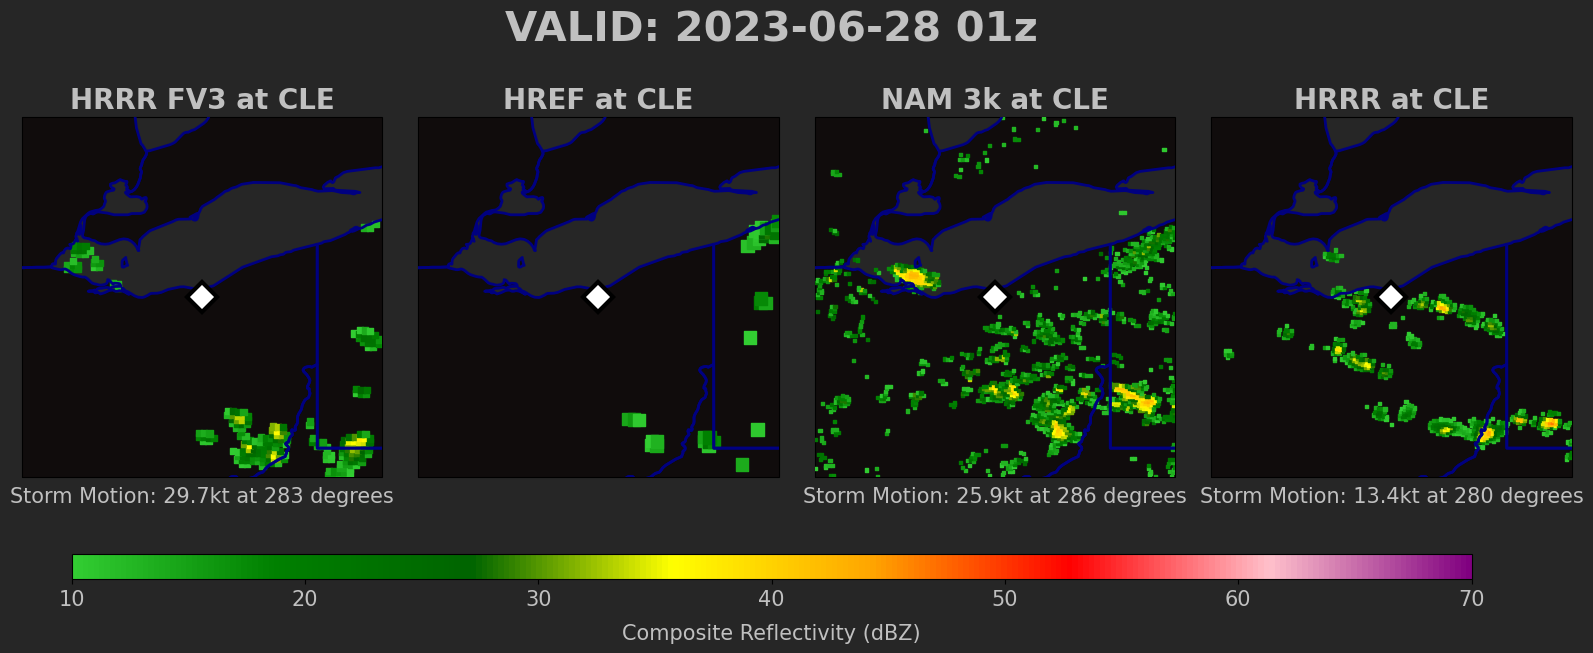 VALID: 2023-06-28 01z
HRRR FV3 at CLE
HREF at CLE
NAM 3k at CLE
HRRR at CLE
Storm Motion: 29.7kt at 283 degrees
Storm Motion: 25.9kt at 286 degrees
Storm Motion: 13.4kt at 280 degrees
10 20 30 40 50 60 70
Composite Reflectivity (dBZ)